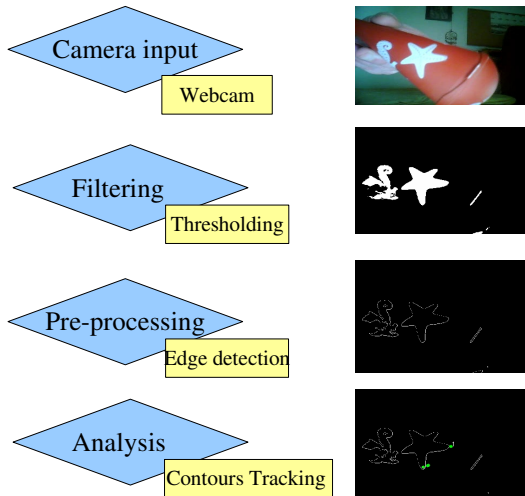 Camera input
Webcam
Filtering
Thresholding
Pre-processing
Edge detection
Analysis
Contours Tracking